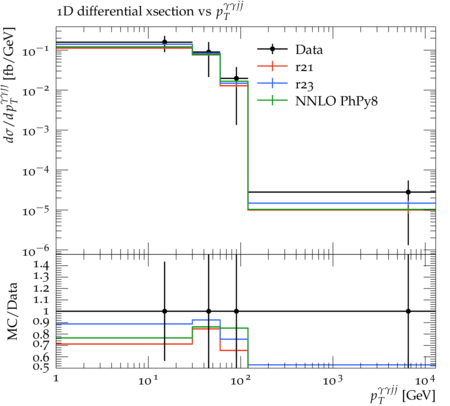 1D differential xsection vs p_T^{γγjj}
dσ/dp_T^{γγjj} [fb/GeV]
Data
r21
r23
NNLO PhPy8
10^{−1}
10^{−2}
10^{−3}
10^{−4}
10^{−5}
10^{−6}
MC/Data
1.4
1.3
1.2
1.1
1
0.9
0.8
0.7
0.6
0.5
1 10^1 10^2 10^3 10^4
p_T^{γγjj} [GeV]